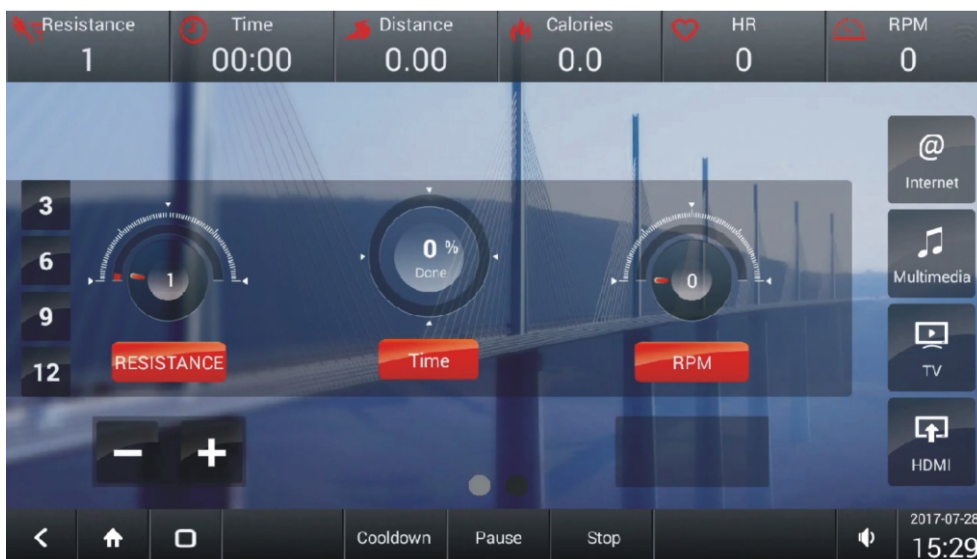 Resistance Time Distance Calories HR RPM
1 00:00 0.00 0.0 0 0
@
Internet
3
6
9
12
1
0 %
Done
0
RESISTANCE Time RPM
Multimedia
TV
HDMI
Cooldown Pause Stop
2017-07-28
15:29